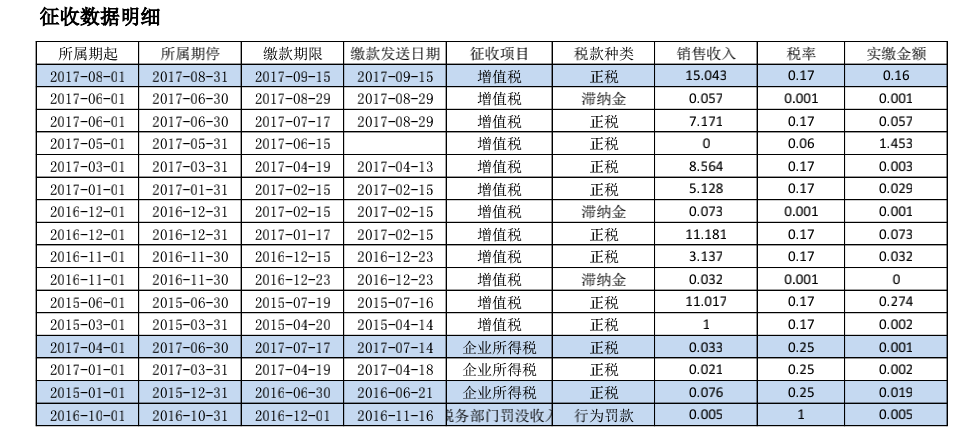 征收数据明细
所属期起 所属期停 缴款期限 缴款发送日期 征收项目 税款种类 销售收入 税率 实缴金额
2017-08-01 2017-08-31 2017-09-15 2017-09-15 增值税 正税 15.043 0.17 0.16
2017-06-01 2017-06-30 2017-08-29 2017-08-29 增值税 滞纳金 0.057 0.001 0.001
2017-06-01 2017-06-30 2017-07-17 2017-08-29 增值税 正税 7.171 0.17 0.057
2017-05-01 2017-05-31 2017-06-15 增值税 正税 0 0.06 1.453
2017-03-01 2017-03-31 2017-04-19 2017-04-13 增值税 正税 8.564 0.17 0.003
2017-01-01 2017-01-31 2017-02-15 2017-02-15 增值税 正税 5.128 0.17 0.029
2016-12-01 2016-12-31 2017-02-15 2017-02-15 增值税 滞纳金 0.073 0.001 0.001
2016-12-01 2016-12-31 2017-01-17 2017-02-15 增值税 正税 11.181 0.17 0.073
2016-11-01 2016-11-30 2016-12-15 2016-12-23 增值税 正税 3.137 0.17 0.032
2016-11-01 2016-11-30 2016-12-23 2016-12-23 增值税 滞纳金 0.032 0.001 0
2015-06-01 2015-06-30 2015-07-19 2015-07-16 增值税 正税 11.017 0.17 0.274
2015-03-01 2015-03-31 2015-04-20 2015-04-14 增值税 正税 1 0.17 0.002
2017-04-01 2017-06-30 2017-07-17 2017-07-14 企业所得税 正税 0.033 0.25 0.001
2017-01-01 2017-03-31 2017-04-19 2017-04-18 企业所得税 正税 0.021 0.25 0.002
2015-01-01 2015-12-31 2016-06-30 2016-06-21 企业所得税 正税 0.076 0.25 0.019
2016-10-01 2016-10-31 2016-12-01 2016-11-16 税务部门罚没收入 行为罚款 0.005 1 0.005